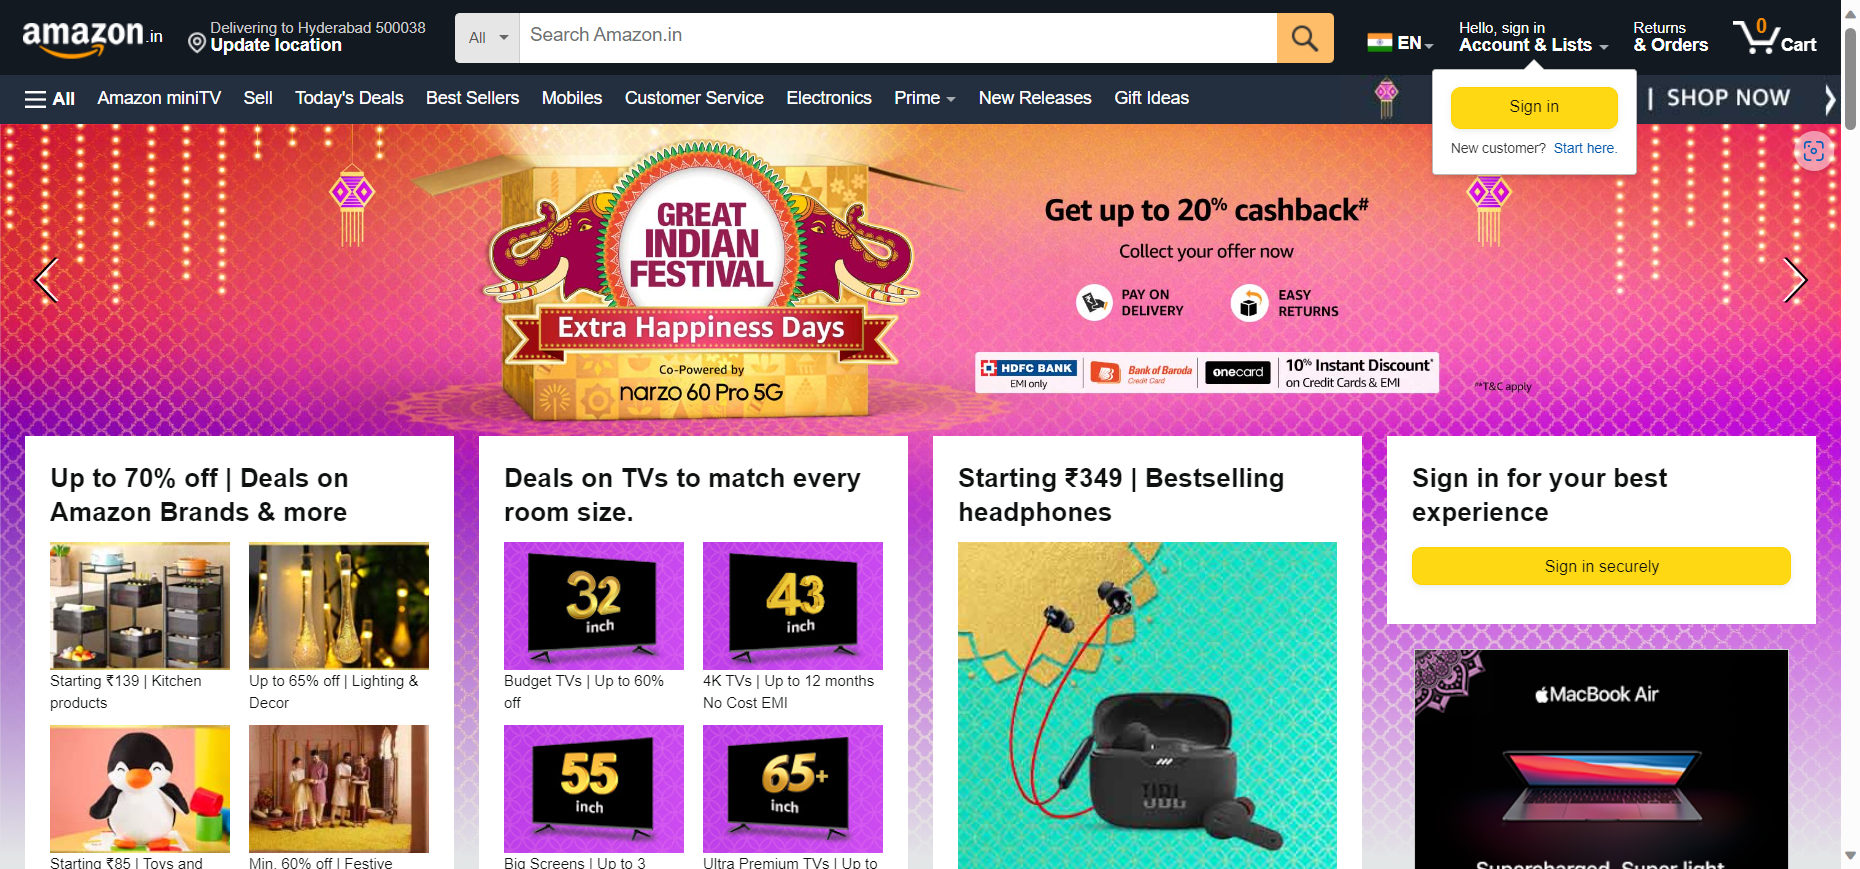 amazon.in
Delivering to Hyderabad 500038
Update location
All
Search Amazon.in
EN
Hello, sign in
Account & Lists
Returns
& Orders
0
Cart
All
Amazon miniTV
Sell
Today's Deals
Best Sellers
Mobiles
Customer Service
Electronics
Prime
New Releases
Gift Ideas
| SHOP NOW
Sign in
New customer? Start here.
GREAT
INDIAN
FESTIVAL
Extra Happiness Days
Co-Powered by
narzo 60 Pro 5G
Get up to 20% cashback#
Collect your offer now
PAY ON
DELIVERY
EASY
RETURNS
HDFC BANK
EMI only
Bank of Baroda
Credit Card
onecard
10% Instant Discount*
on Credit Cards & EMI
#*T&C apply
Up to 70% off | Deals on
Amazon Brands & more
Starting ₹139 | Kitchen
products
Up to 65% off | Lighting &
Decor
Starting ₹85 | Toys and
Min. 60% off | Festive
Deals on TVs to match every
room size.
32
inch
43
inch
Budget TVs | Up to 60%
off
4K TVs | Up to 12 months
No Cost EMI
55
inch
65+
inch
Big Screens | Up to 3
Ultra Premium TVs | Up to
Starting ₹349 | Bestselling
headphones
JBL
Sign in for your best
experience
Sign in securely
MacBook Air
Supercharged. Super light.